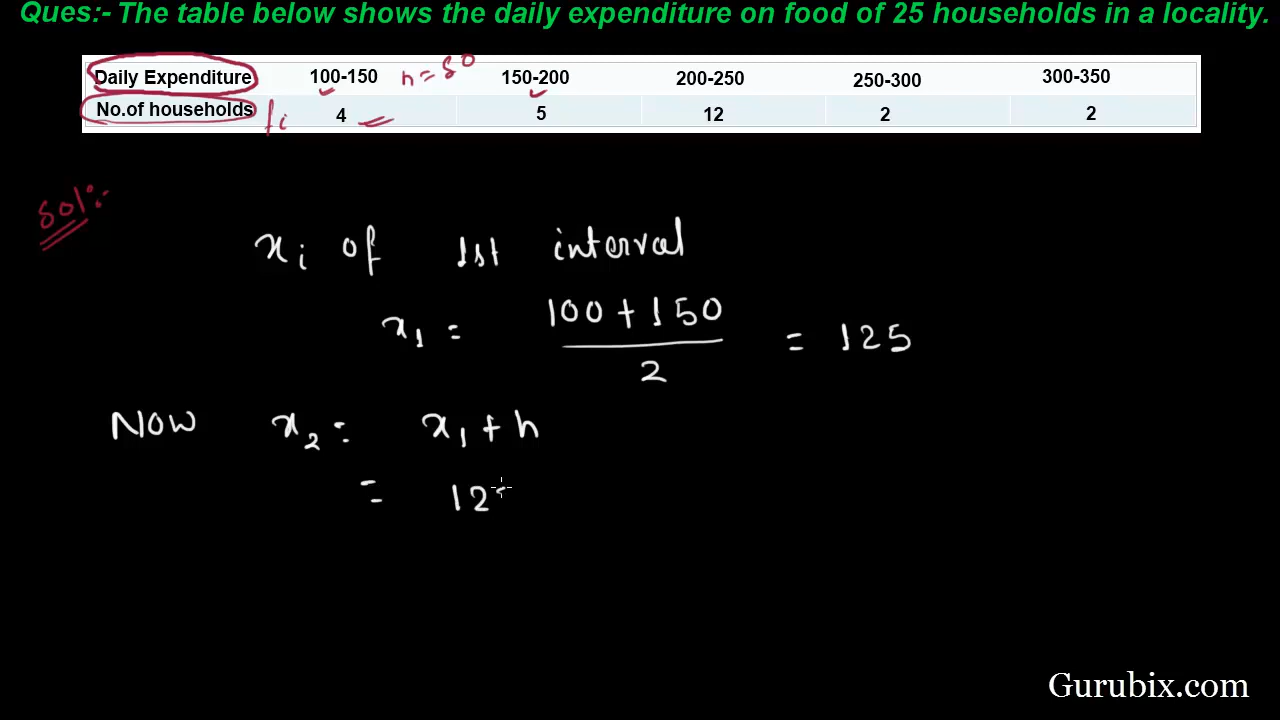 Ques:- The table below shows the daily expenditure on food of 25 households in a locality.
Daily Expenditure 100-150 h = 50 150-200 200-250 250-300 300-350
No.of households fi 4 5 12 2 2
Sol:-
xi of 1st interval
x1 = 100 + 150 / 2 = 125
Now x2 = x1 + h
= 12
Gurubix.com